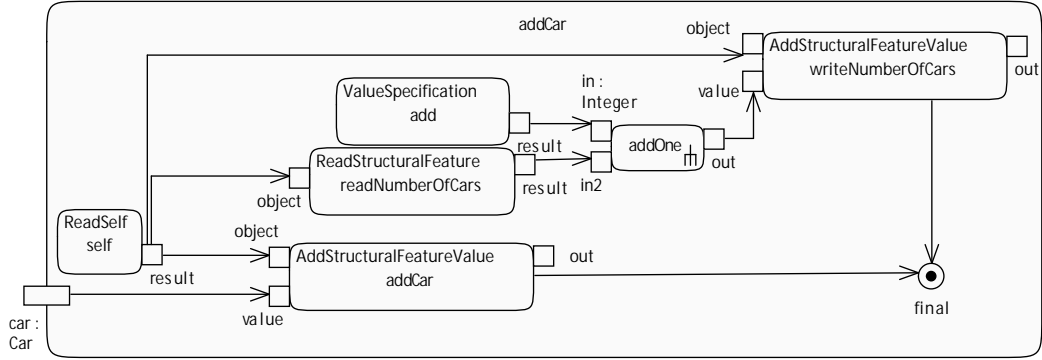 addCar
object
AddStructuralFeatureValue
writeNumberOfCars
out
value
in :
Integer
ValueSpecification
add
result
addOne
out
ReadStructuralFeature
readNumberOfCars
result
in2
object
ReadSelf
self
result
object
AddStructuralFeatureValue
addCar
out
value
car :
Car
final